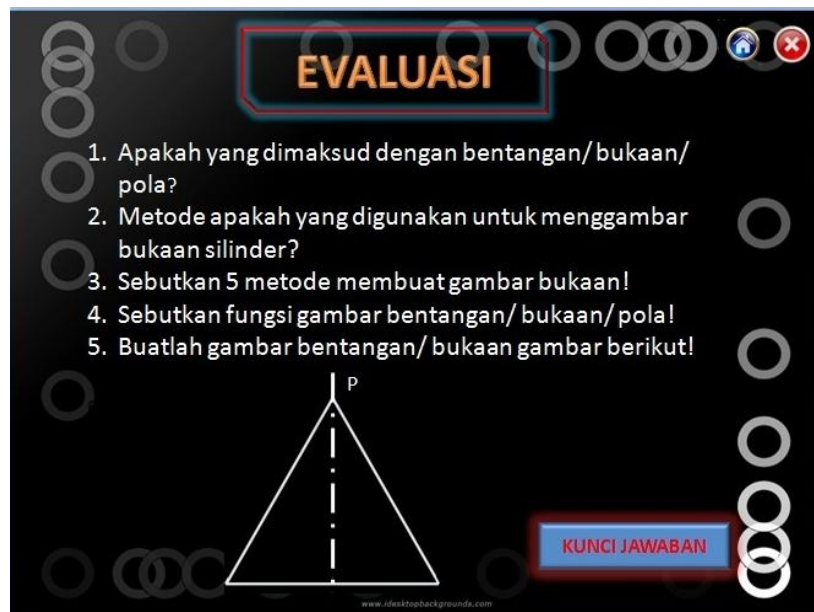 EVALUASI
1. Apakah yang dimaksud dengan bentangan/ bukaan/
pola?
2. Metode apakah yang digunakan untuk menggambar
bukaan silinder?
3. Sebutkan 5 metode membuat gambar bukaan!
4. Sebutkan fungsi gambar bentangan/ bukaan/ pola!
5. Buatlah gambar bentangan/ bukaan gambar berikut!
P
KUNCI JAWABAN
www.idesktopbackgrounds.com